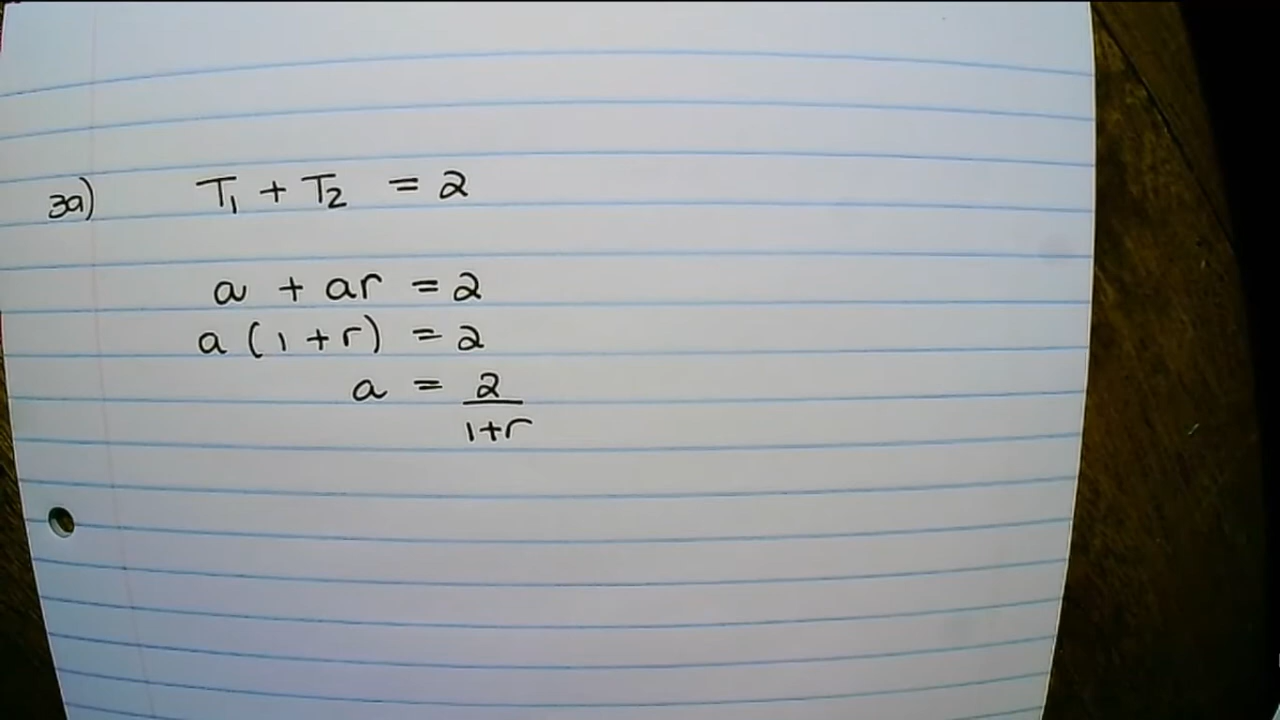 3a) T₁ + T₂ = 2
a + ar = 2
a (1 + r) = 2
a = 2/(1+r)